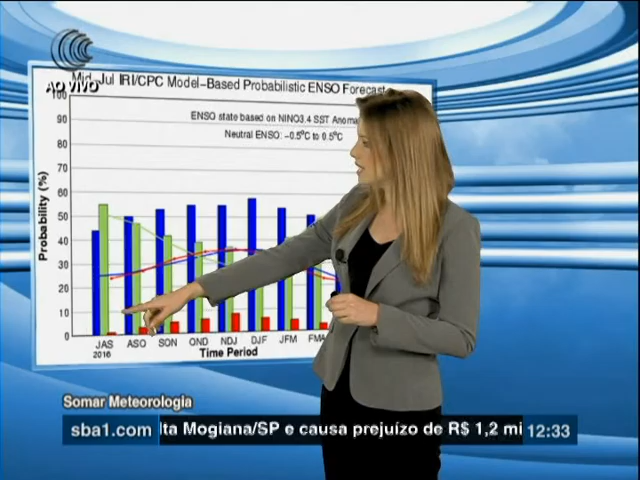 Mid-Jul IRI/CPC Model-Based Probabilistic ENSO Forecast
AO VIVO
100
ENSO state based on NINO3.4 SST Anoma
Neutral ENSO: -0.5ºC to 0.5ºC
90
80
70
60
50
40
30
20
10
0
Probability (%)
JAS ASO SON OND NDJ DJF JFM FMA
2016
Time Period
Somar Meteorologia
sba1.com lta Mogiana/SP e causa prejuízo de R$ 1,2 mi 12:33